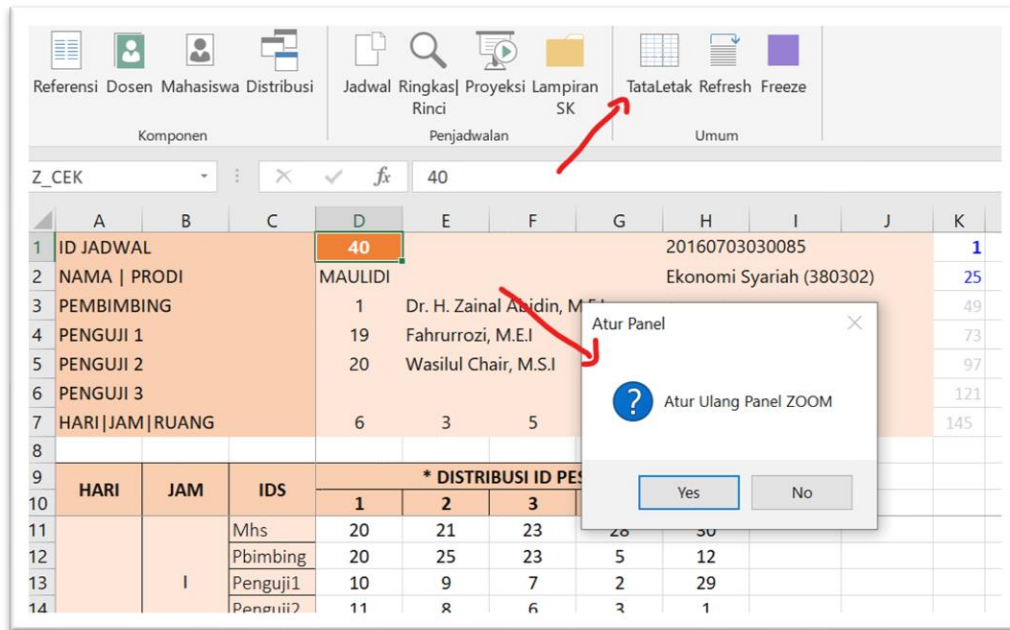 Referensi Dosen Mahasiswa Distribusi Jadwal Ringkas| Proyeksi Lampiran TataLetak Refresh Freeze
Rinci SK
Komponen Penjadwalan Umum
Z_CEK fx 40
A B C D E F G H I J K
1 ID JADWAL 40 20160703030085 1
2 NAMA | PRODI MAULIDI Ekonomi Syariah (380302) 25
3 PEMBIMBING 1 Dr. H. Zainal Abidin, 49
4 PENGUJI 1 19 Fahrurrozi, M.E.I 73
5 PENGUJI 2 20 Wasilul Chair, M.S.I 97
6 PENGUJI 3 121
7 HARI|JAM|RUANG 6 3 5 145
Atur Panel
Atur Ulang Panel ZOOM
Yes No
8
9 HARI JAM IDS * DISTRIBUSI ID
10 1 2 3
11 Mhs 20 21 23 28 30
12 Pbimbing 20 25 23 5 12
13 I Penguji1 10 9 7 2 29
14 Penguji2 11 8 6 3 1